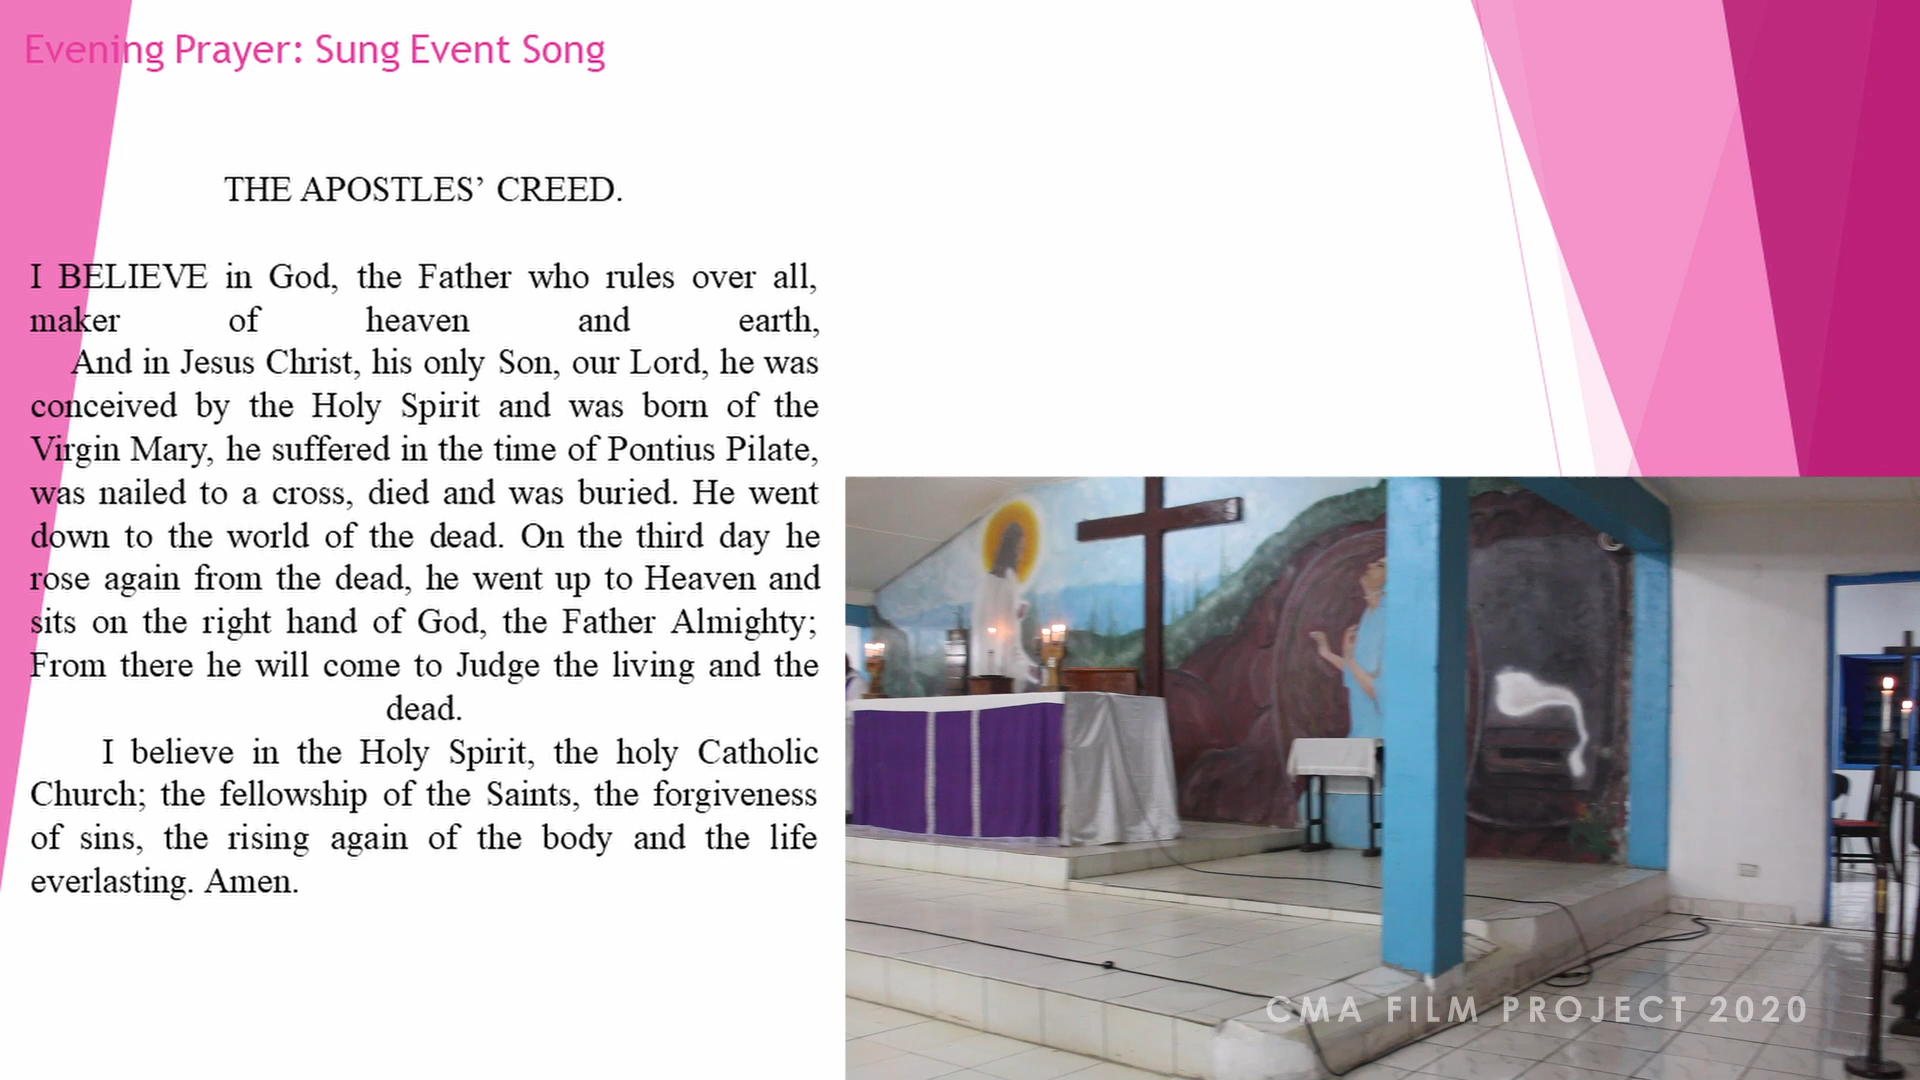 Evening Prayer: Sung Event Song
THE APOSTLES’ CREED.
I BELIEVE in God, the Father who rules over all,
maker of heaven and earth,
And in Jesus Christ, his only Son, our Lord, he was
conceived by the Holy Spirit and was born of the
Virgin Mary, he suffered in the time of Pontius Pilate,
was nailed to a cross, died and was buried. He went
down to the world of the dead. On the third day he
rose again from the dead, he went up to Heaven and
sits on the right hand of God, the Father Almighty;
From there he will come to Judge the living and the
dead.
I believe in the Holy Spirit, the holy Catholic
Church; the fellowship of the Saints, the forgiveness
of sins, the rising again of the body and the life
everlasting. Amen.
CMA FILM PROJECT 2020